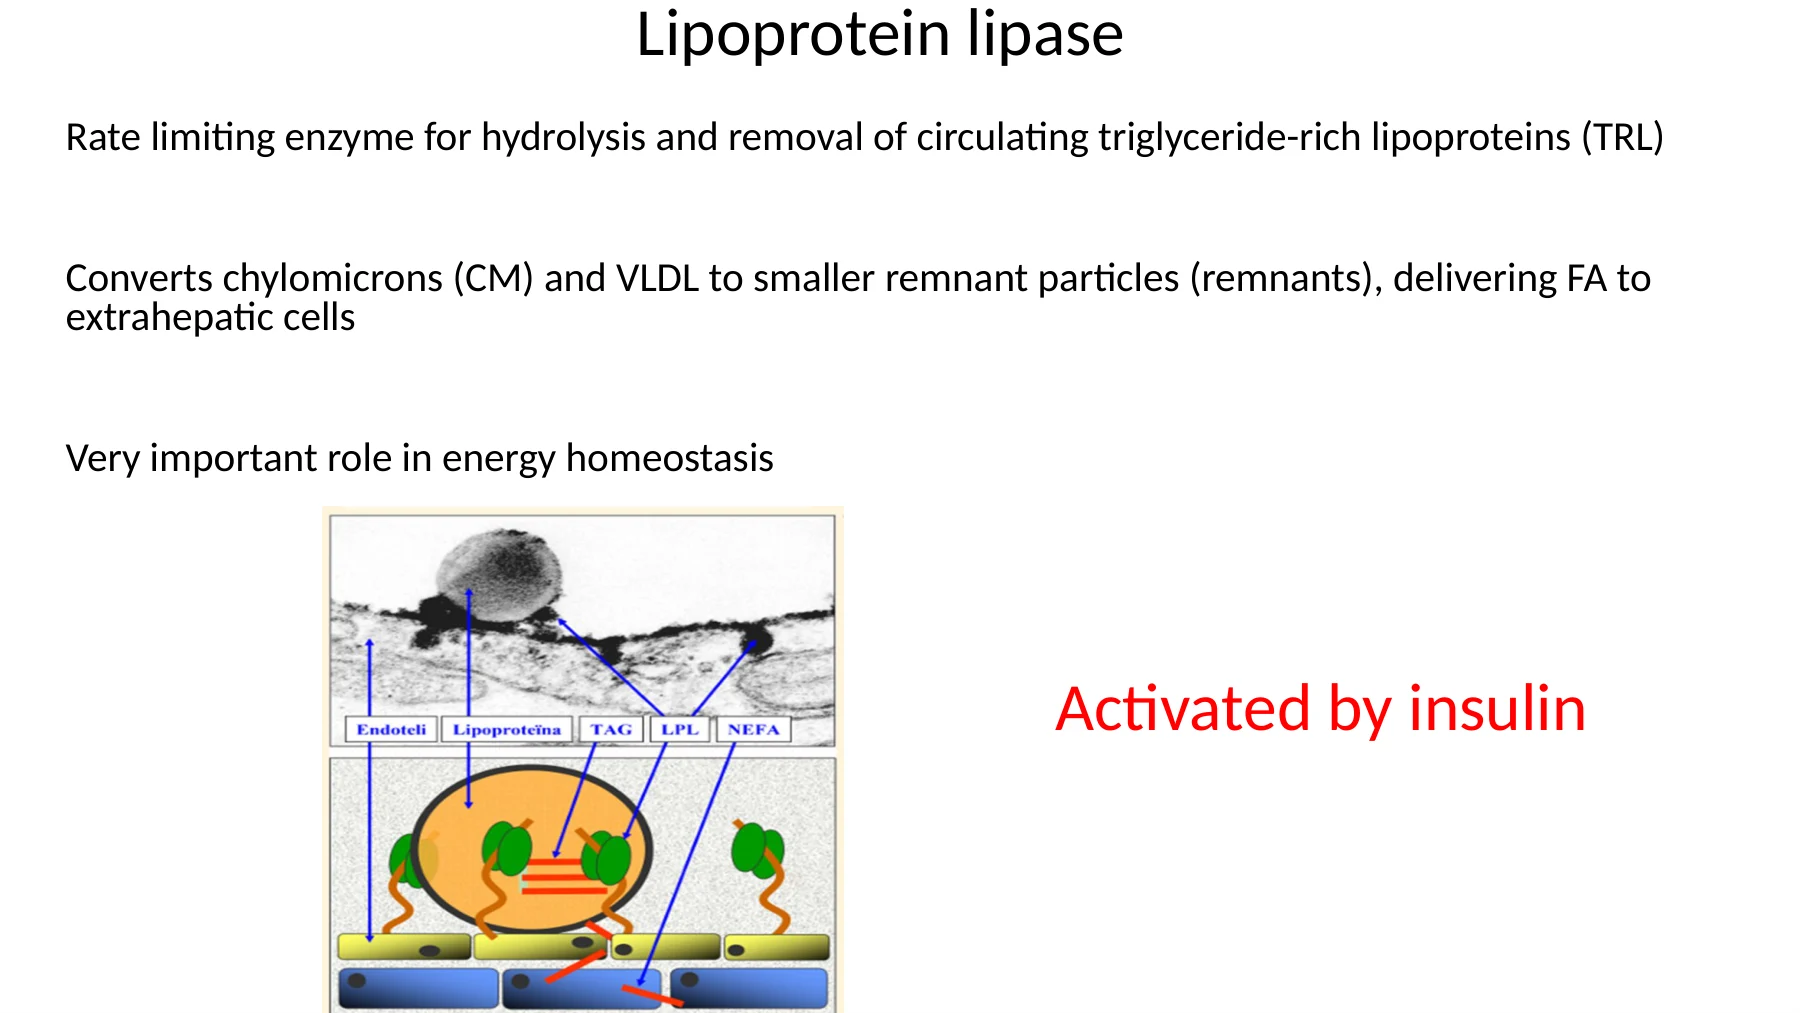 Lipoprotein lipase
Rate limiting enzyme for hydrolysis and removal of circulating triglyceride-rich lipoproteins (TRL)
Converts chylomicrons (CM) and VLDL to smaller remnant particles (remnants), delivering FA to
extrahepatic cells
Very important role in energy homeostasis
Endoteli Lipoproteïna TAG LPL NEFA
Activated by insulin